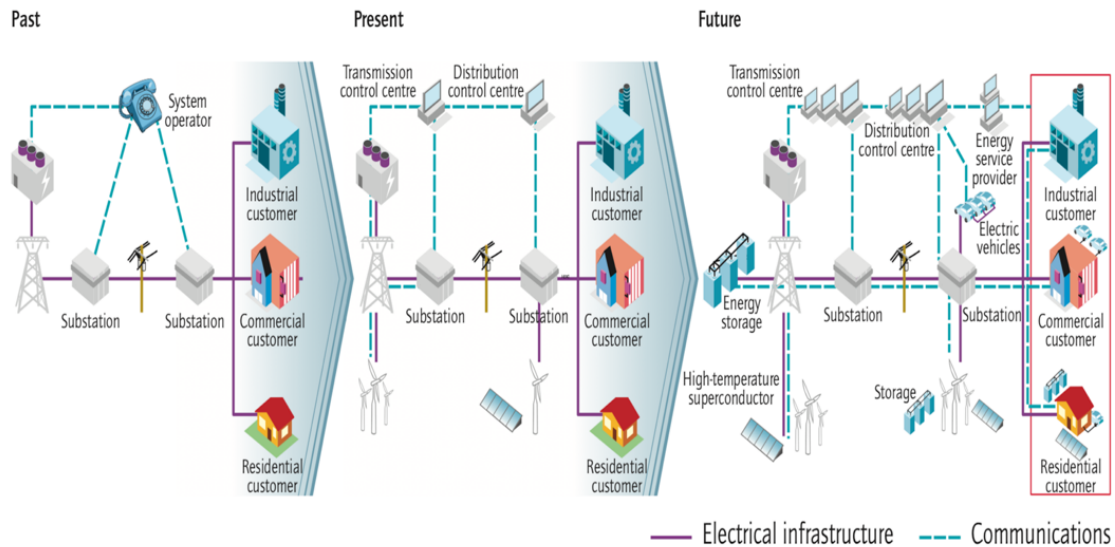 Past
System
operator
Substation
Substation
Industrial
customer
Commercial
customer
Residential
customer
Present
Transmission
control centre
Distribution
control centre
Substation
Substation
Industrial
customer
Commercial
customer
Residential
customer
Future
Transmission
control centre
Distribution
control centre
Energy
service
provider
Electric
vehicles
Energy
storage
Substation
Substation
High-temperature
superconductor
Storage
Industrial
customer
Commercial
customer
Residential
customer
Electrical infrastructure
Communications